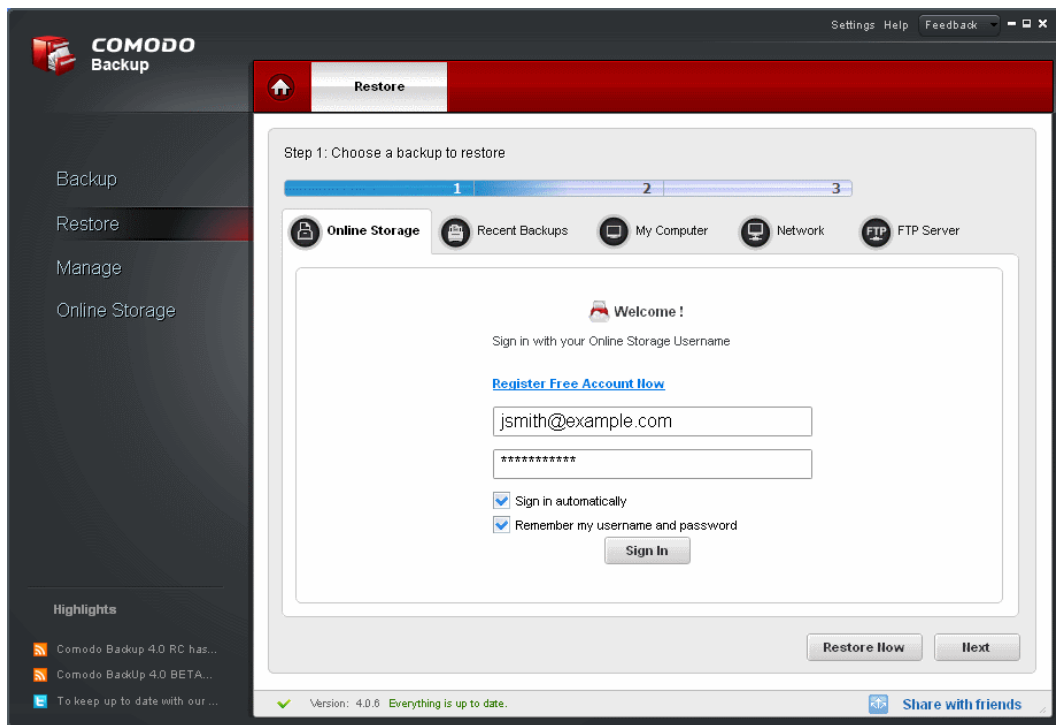 Settings Help Feedback
COMODO
Backup
Restore
Backup
Restore
Manage
Online Storage
Step 1: Choose a backup to restore
1 2 3
Online Storage Recent Backups My Computer Network FTP FTP Server
Welcome !
Sign in with your Online Storage Username
Register Free Account Now
jsmith@example.com
***********
Sign in automatically
Remember my username and password
Sign In
Highlights
Comodo Backup 4.0 RC has...
Comodo BackUp 4.0 BETA...
To keep up to date with our ...
Restore Now Next
Version: 4.0.6 Everything is up to date.
Share with friends